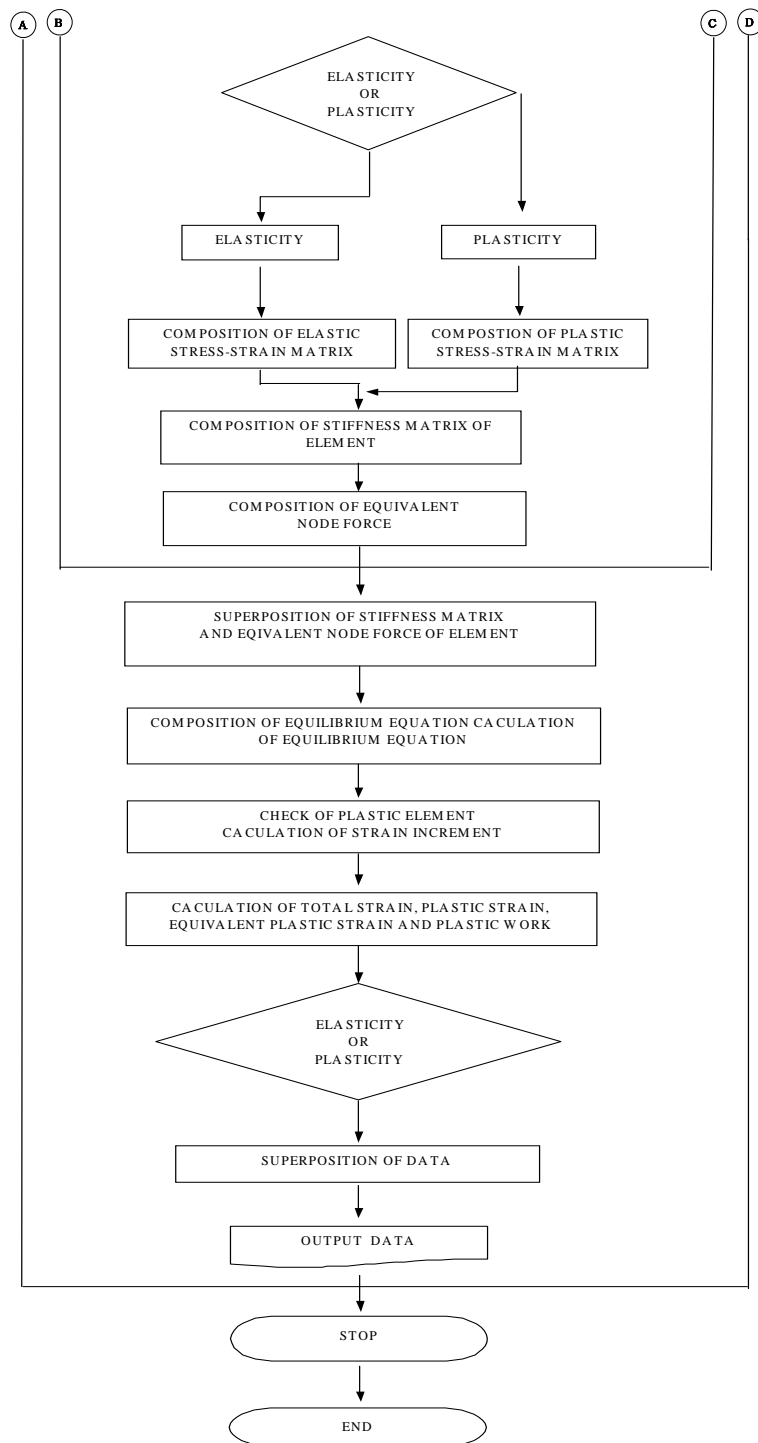 A
B
C
D
ELASTICITY
OR
PLASTICITY
ELASTICITY
PLASTICITY
COMPOSITION OF ELASTIC
STRESS-STRAIN MATRIX
COMPOSTION OF PLASTIC
STRESS-STRAIN MATRIX
COMPOSITION OF STIFFNESS MATRIX OF
ELEMENT
COMPOSITION OF EQUIVALENT
NODE FORCE
SUPERPOSITION OF STIFFNESS MATRIX
AND EQIVALENT NODE FORCE OF ELEMENT
COMPOSITION OF EQUILIBRIUM EQUATION CACULATION
OF EQUILIBRIUM EQUATION
CHECK OF PLASTIC ELEMENT
CACULATION OF STRAIN INCREMENT
CACULATION OF TOTAL STRAIN, PLASTIC STRAIN,
EQUIVALENT PLASTIC STRAIN AND PLASTIC WORK
ELASTICITY
OR
PLASTICITY
SUPERPOSITION OF DATA
OUTPUT DATA
STOP
END